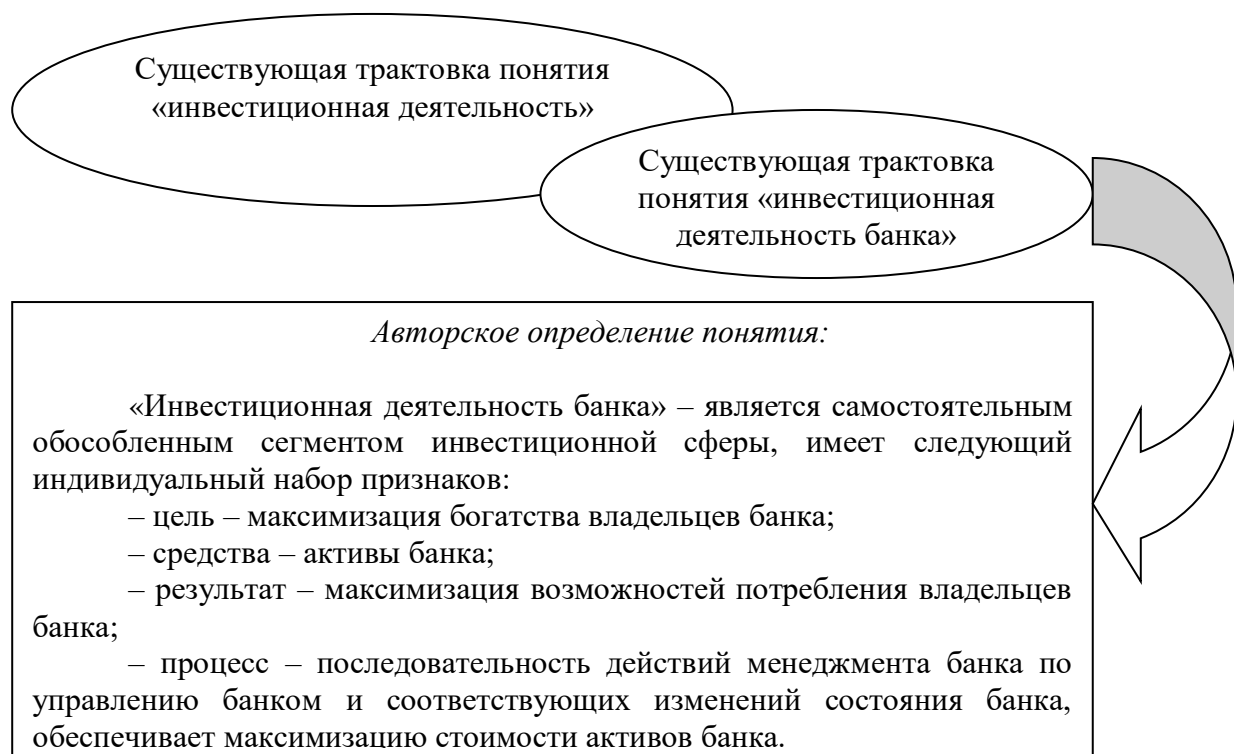 Существующая трактовка понятия
«инвестиционная деятельность»
Существующая трактовка
понятия «инвестиционная
деятельность банка»
Авторское определение понятия:
«Инвестиционная деятельность банка» – является самостоятельным
обособленным сегментом инвестиционной сферы, имеет следующий
индивидуальный набор признаков:
– цель – максимизация богатства владельцев банка;
– средства – активы банка;
– результат – максимизация возможностей потребления владельцев
банка;
– процесс – последовательность действий менеджмента банка по
управлению банком и соответствующих изменений состояния банка,
обеспечивает максимизацию стоимости активов банка.